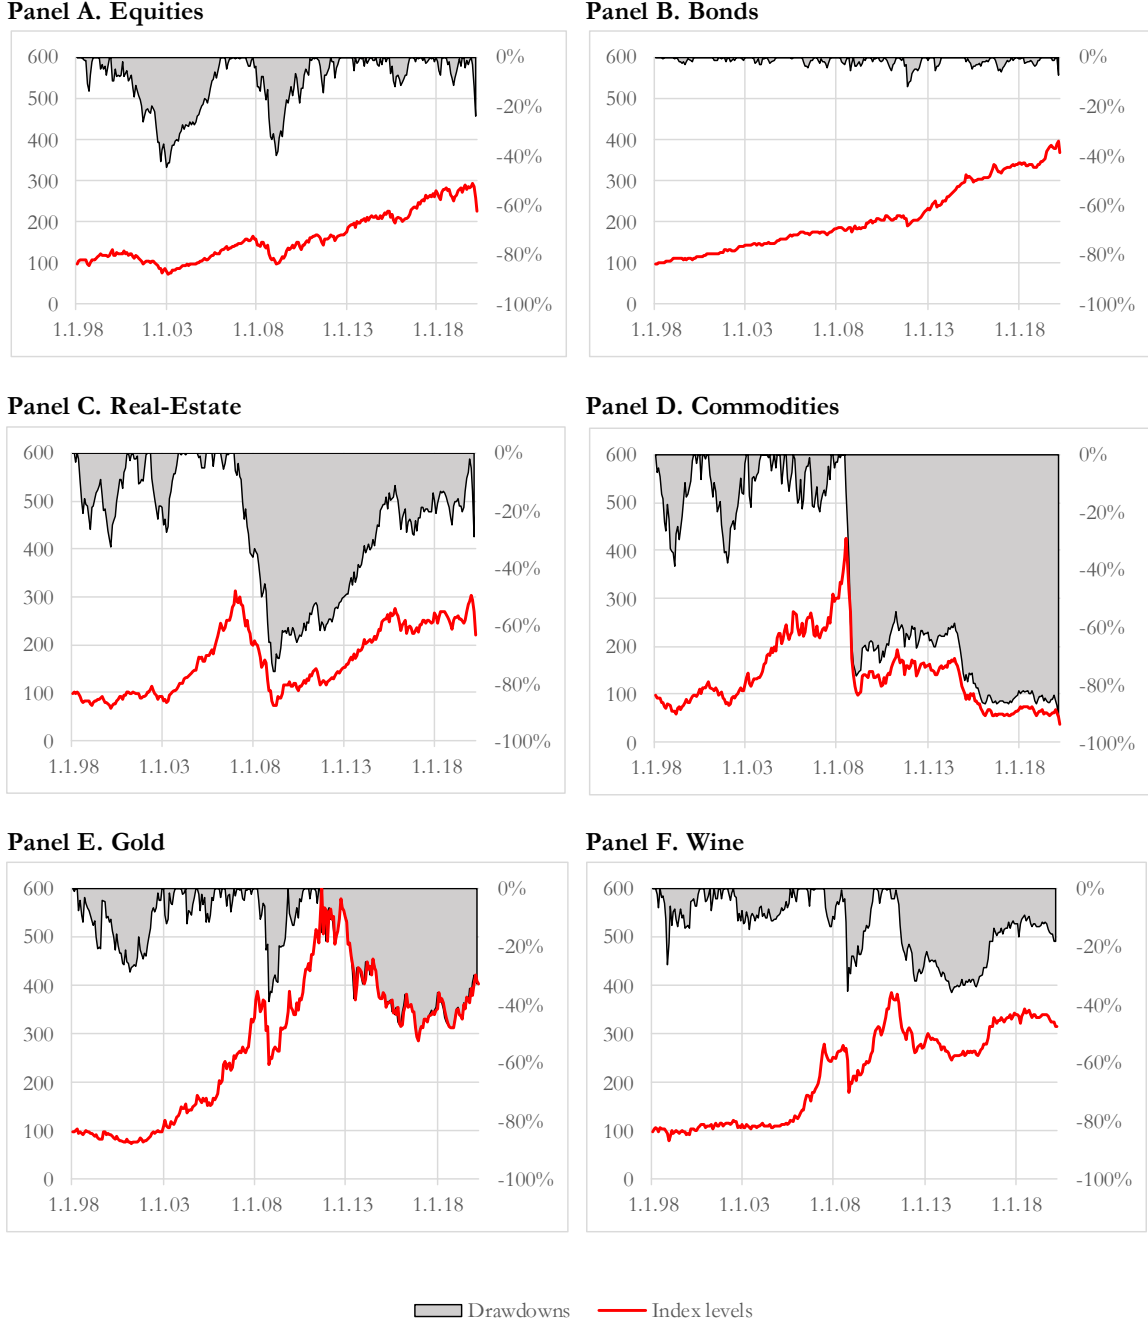 Panel A. Equities
Panel B. Bonds
600 0% 600 0%
500 -20% 500 -20%
400 -40% 400 -40%
300 300
200 -60% 200 -60%
100 -80% 100 -80%
0 -100% 0 -100%
1.1.98 1.1.03 1.1.08 1.1.13 1.1.18 1.1.98 1.1.03 1.1.08 1.1.13 1.1.18
Panel C. Real-Estate
Panel D. Commodities
600 0% 600 0%
500 -20% 500 -20%
400 -40% 400 -40%
300 300
200 -60% 200 -60%
100 -80% 100 -80%
0 -100% 0 -100%
1.1.98 1.1.03 1.1.08 1.1.13 1.1.18 1.1.98 1.1.03 1.1.08 1.1.13 1.1.18
Panel E. Gold
Panel F. Wine
600 0% 600 0%
500 -20% 500 -20%
400 -40% 400 -40%
300 300
200 -60% 200 -60%
100 -80% 100 -80%
0 -100% 0 -100%
1.1.98 1.1.03 1.1.08 1.1.13 1.1.18 1.1.98 1.1.03 1.1.08 1.1.13 1.1.18
Drawdowns Index levels